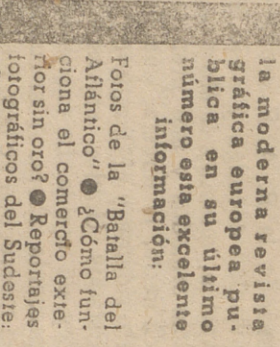 la moderna revista
gráfica europea pu-
blica en su último
número esta excelente
información:
Fotos de la "Batalla del
Atlántico" ● ¿Cómo fun-
ciona el comercio exte-
rior sin oro? ● Reportajes
fotográficos del Sudeste: